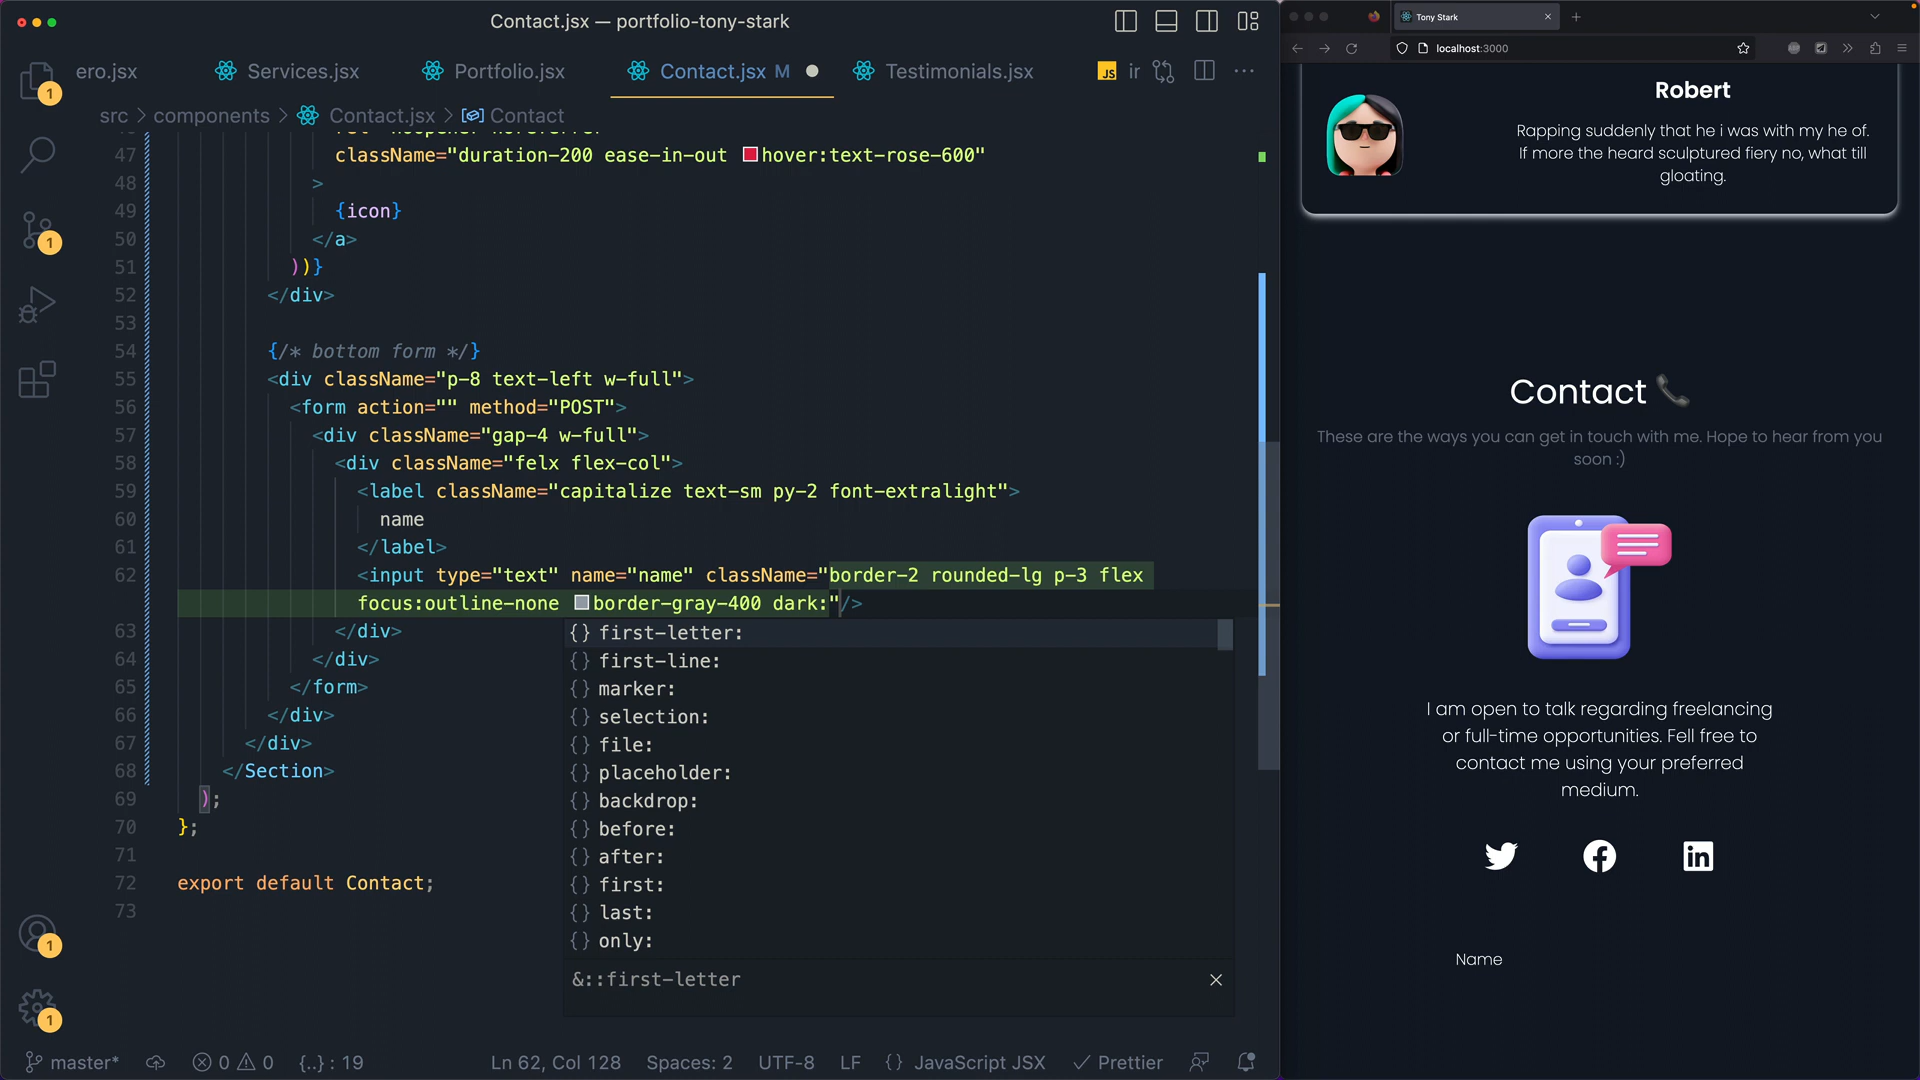 Contact.jsx — portfolio-tony-stark
ero.jsx
Services.jsx
Portfolio.jsx
Contact.jsx M
Testimonials.jsx
JS ir
src > components > Contact.jsx > Contact
47 className="duration-200 ease-in-out hover:text-rose-600"
48 >
49 {icon}
50 </a>
51 ))}
52 </div>
53
54 {/* bottom form */}
55 <div className="p-8 text-left w-full">
56 <form action="" method="POST">
57 <div className="gap-4 w-full">
58 <div className="felx flex-col">
59 <label className="capitalize text-sm py-2 font-extralight">
60 name
61 </label>
62 <input type="text" name="name" className="border-2 rounded-lg p-3 flex
focus:outline-none border-gray-400 dark:"/>
63 </div>
64 </div>
65 </form>
66 </div>
67 </div>
68 </Section>
69 );
70 };
71
72 export default Contact;
73
{} first-letter:
{} first-line:
{} marker:
{} selection:
{} file:
{} placeholder:
{} backdrop:
{} before:
{} after:
{} first:
{} last:
{} only:
&::first-letter
1
1
1
1
master*
0 0
{..} : 19
Ln 62, Col 128
Spaces: 2
UTF-8
LF
{} JavaScript JSX
Prettier
Tony Stark
localhost:3000
Robert
Rapping suddenly that he i was with my he of.
If more the heard sculptured fiery no, what till
gloating.
Contact
These are the ways you can get in touch with me. Hope to hear from you
soon :)
I am open to talk regarding freelancing
or full-time opportunities. Fell free to
contact me using your preferred
medium.
in
Name